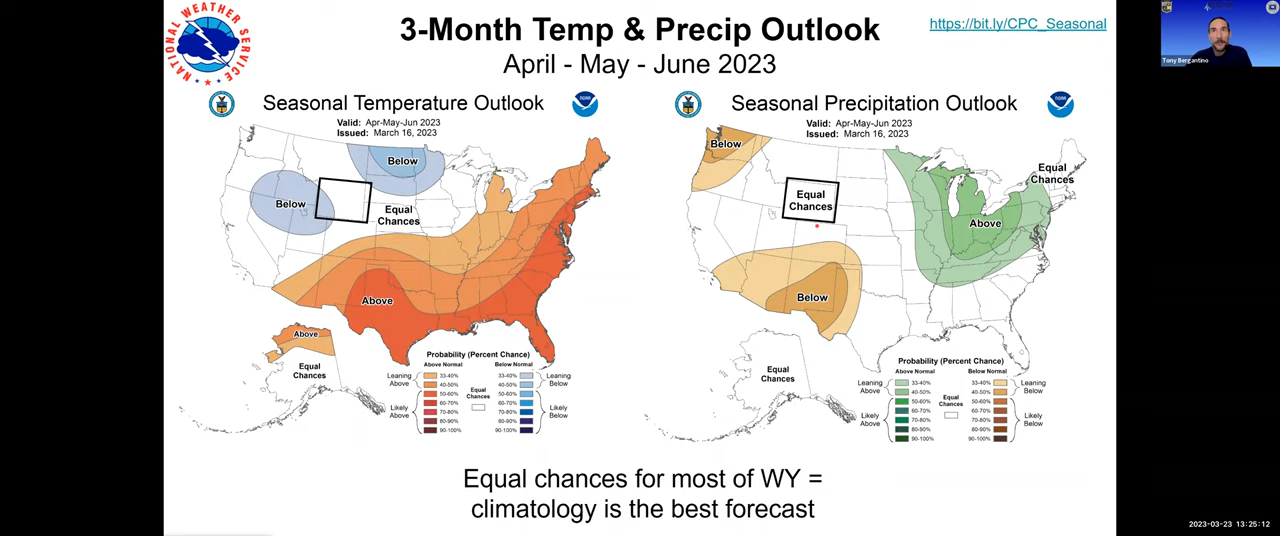 3-Month Temp & Precip Outlook
April - May - June 2023
https://bit.ly/CPC_Seasonal
NATIONAL WEATHER SERVICE
Tony Bergantino
Seasonal Temperature Outlook
Valid: Apr-May-Jun 2023
Issued: March 16, 2023
Below
Below
Equal
Chances
Above
Above
Equal
Chances
Probability (Percent Chance)
Above Normal
Below Normal
Leaning
Above
33-40%
40-50%
Likely
Above
50-60%
60-70%
70-80%
80-90%
90-100%
Equal
Chances
33-40%
40-50%
Leaning
Below
50-60%
60-70%
70-80%
80-90%
90-100%
Likely
Below
Seasonal Precipitation Outlook
Valid: Apr-May-Jun 2023
Issued: March 16, 2023
Below
Equal
Chances
Equal
Chances
Above
Below
Equal
Chances
Probability (Percent Chance)
Above Normal
Below Normal
Leaning
Above
33-40%
40-50%
Likely
Above
50-60%
60-70%
70-80%
80-90%
90-100%
Equal
Chances
33-40%
40-50%
Leaning
Below
50-60%
60-70%
70-80%
80-90%
90-100%
Likely
Below
Equal chances for most of WY =
climatology is the best forecast
2023-03-23 13:25:12